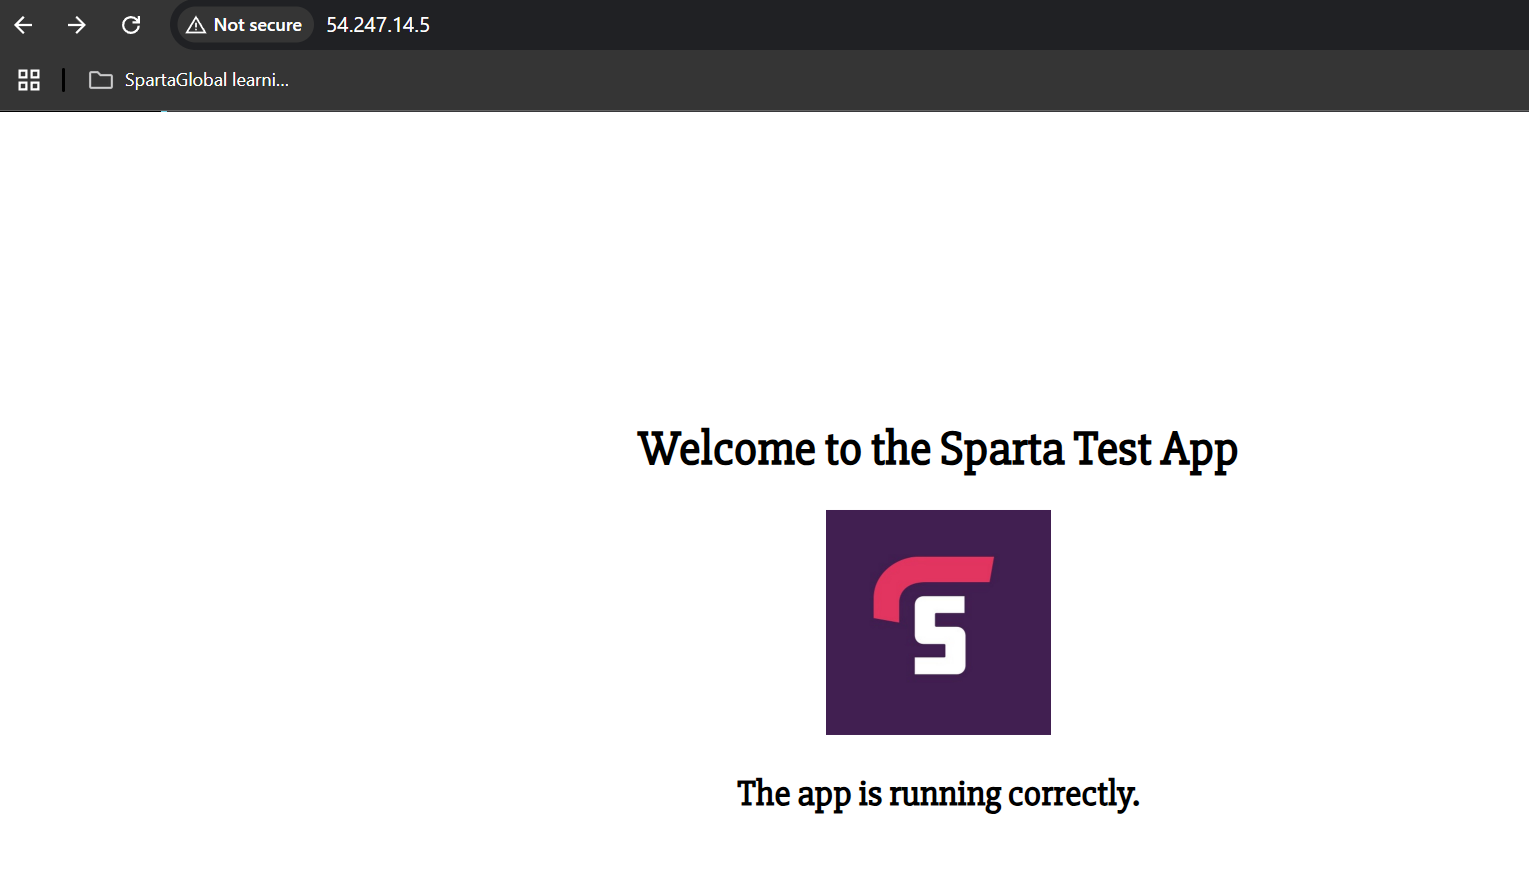 Not secure 54.247.14.5
SpartaGlobal learni...
Welcome to the Sparta Test App
S
The app is running correctly.